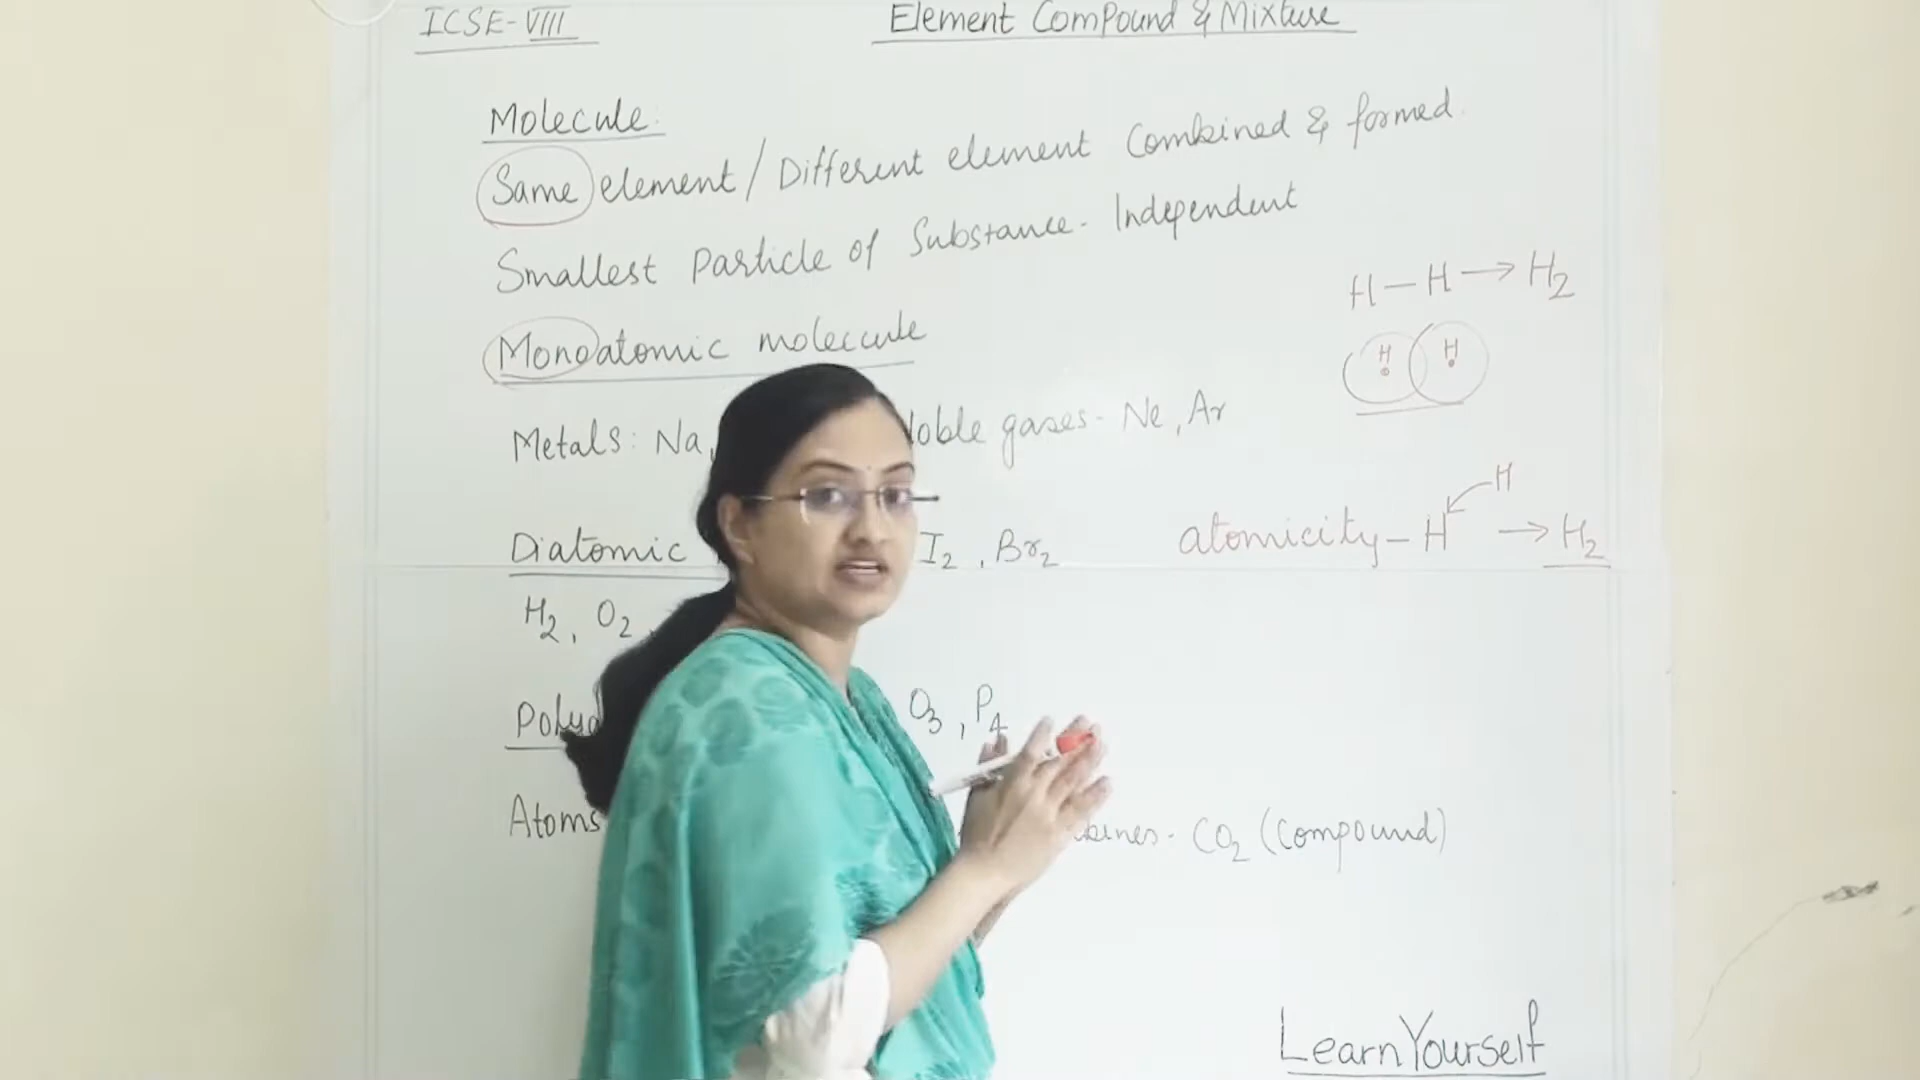 ICSE-VIII
Element Compound & Mixture
Molecule:
Same element / Different element Combined & formed.
Smallest Particle of Substance - Independent
H — H → H2
H H
Monoatomic molecule
Metals: Na, Noble gases - Ne, Ar
H
Diatomic I2, Br2 atomicity - H → H2
H2, O2,
O3, P4
Atoms CO2 (Compound)
LearnYourself